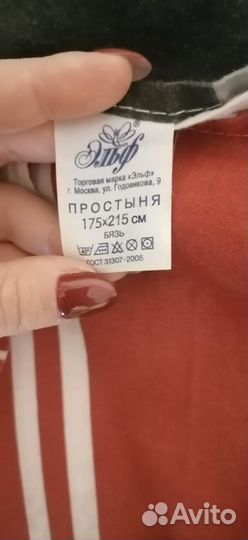 Эльф
Торговая марка «Эльф»
г. Москва, ул. Годовикова, 9
ПРОСТЫНЯ
175×215 см
БЯЗЬ
ГОСТ 31307-2005
Avito